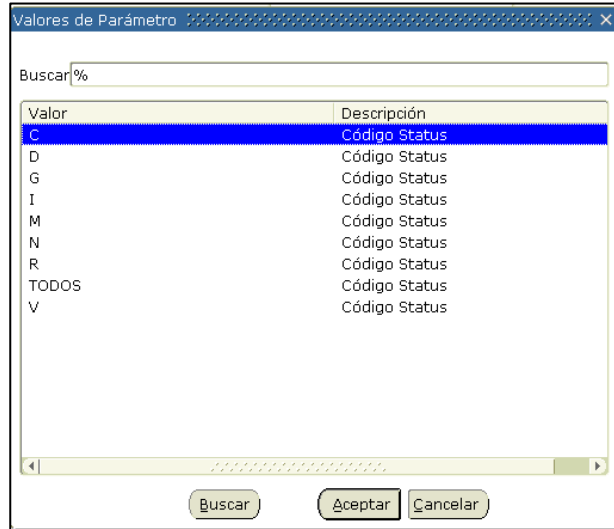 Valores de Parámetro
Buscar %
Valor Descripción
C Código Status
D Código Status
G Código Status
I Código Status
M Código Status
N Código Status
R Código Status
TODOS Código Status
V Código Status
Buscar Aceptar Cancelar